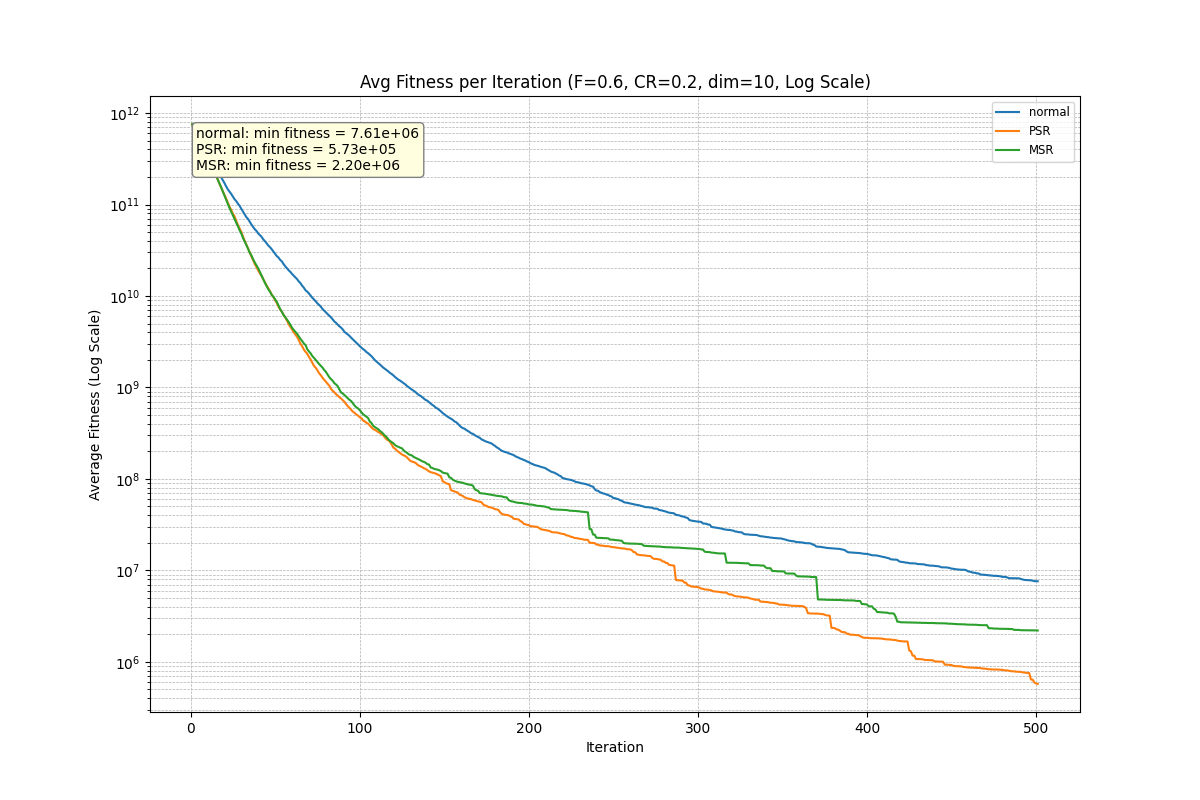 Avg Fitness per Iteration (F=0.6, CR=0.2, dim=10, Log Scale)
normal: min fitness = 7.61e+06
PSR: min fitness = 5.73e+05
MSR: min fitness = 2.20e+06
normal
PSR
MSR
Average Fitness (Log Scale)
10¹²
10¹¹
10¹⁰
10⁹
10⁸
10⁷
10⁶
0 100 200 300 400 500
Iteration